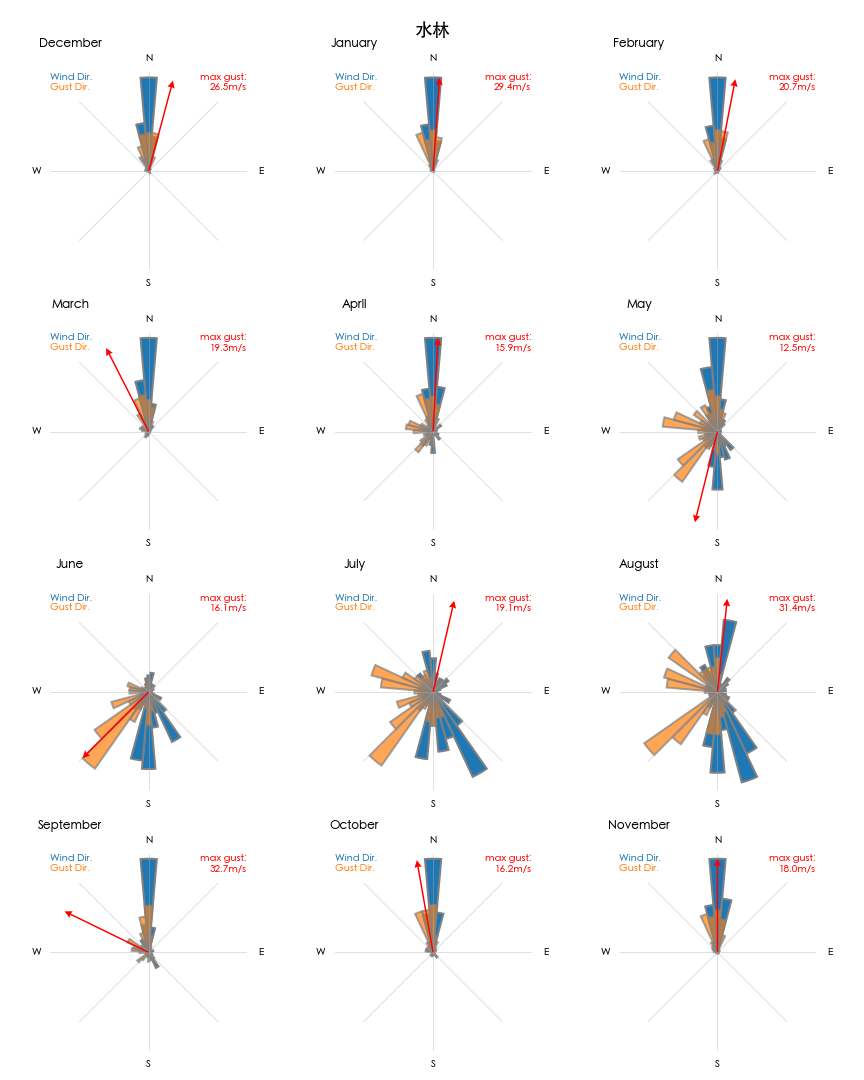 水林
December
N
Wind Dir.
Gust Dir.
max gust:
26.5m/s
W
E
S
January
N
Wind Dir.
Gust Dir.
max gust:
29.4m/s
W
E
S
February
N
Wind Dir.
Gust Dir.
max gust:
20.7m/s
W
E
S
March
N
Wind Dir.
Gust Dir.
max gust:
19.3m/s
W
E
S
April
N
Wind Dir.
Gust Dir.
max gust:
15.9m/s
W
E
S
May
N
Wind Dir.
Gust Dir.
max gust:
12.5m/s
W
E
S
June
N
Wind Dir.
Gust Dir.
max gust:
16.1m/s
W
E
S
July
N
Wind Dir.
Gust Dir.
max gust:
19.1m/s
W
E
S
August
N
Wind Dir.
Gust Dir.
max gust:
31.4m/s
W
E
S
September
N
Wind Dir.
Gust Dir.
max gust:
32.7m/s
W
E
S
October
N
Wind Dir.
Gust Dir.
max gust:
16.2m/s
W
E
S
November
N
Wind Dir.
Gust Dir.
max gust:
18.0m/s
W
E
S